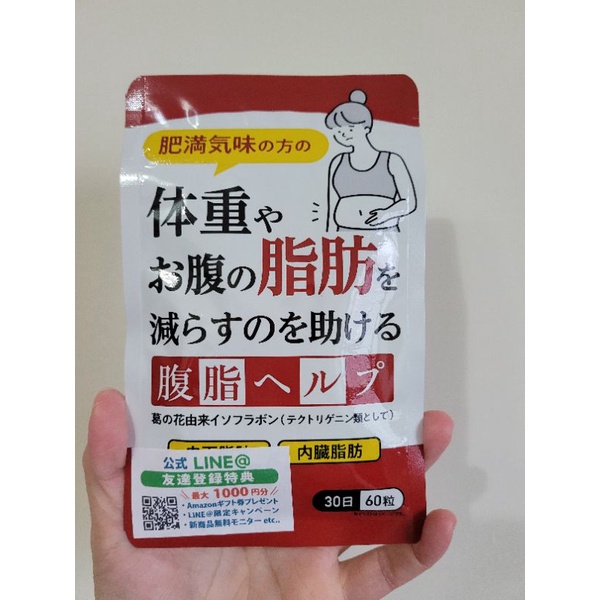 肥満気味の方の
体重や
お腹の脂肪を
減らすのを助ける
腹脂ヘルプ
葛の花由来イソフラボン(テクトリゲニン類として)
内臓脂肪
公式 LINE@
友達登録特典
最大 1000円分
・Amazonギフト券プレゼント
・LINE@限定キャンペーン
・新商品無料モニター etc..
30日 60粒